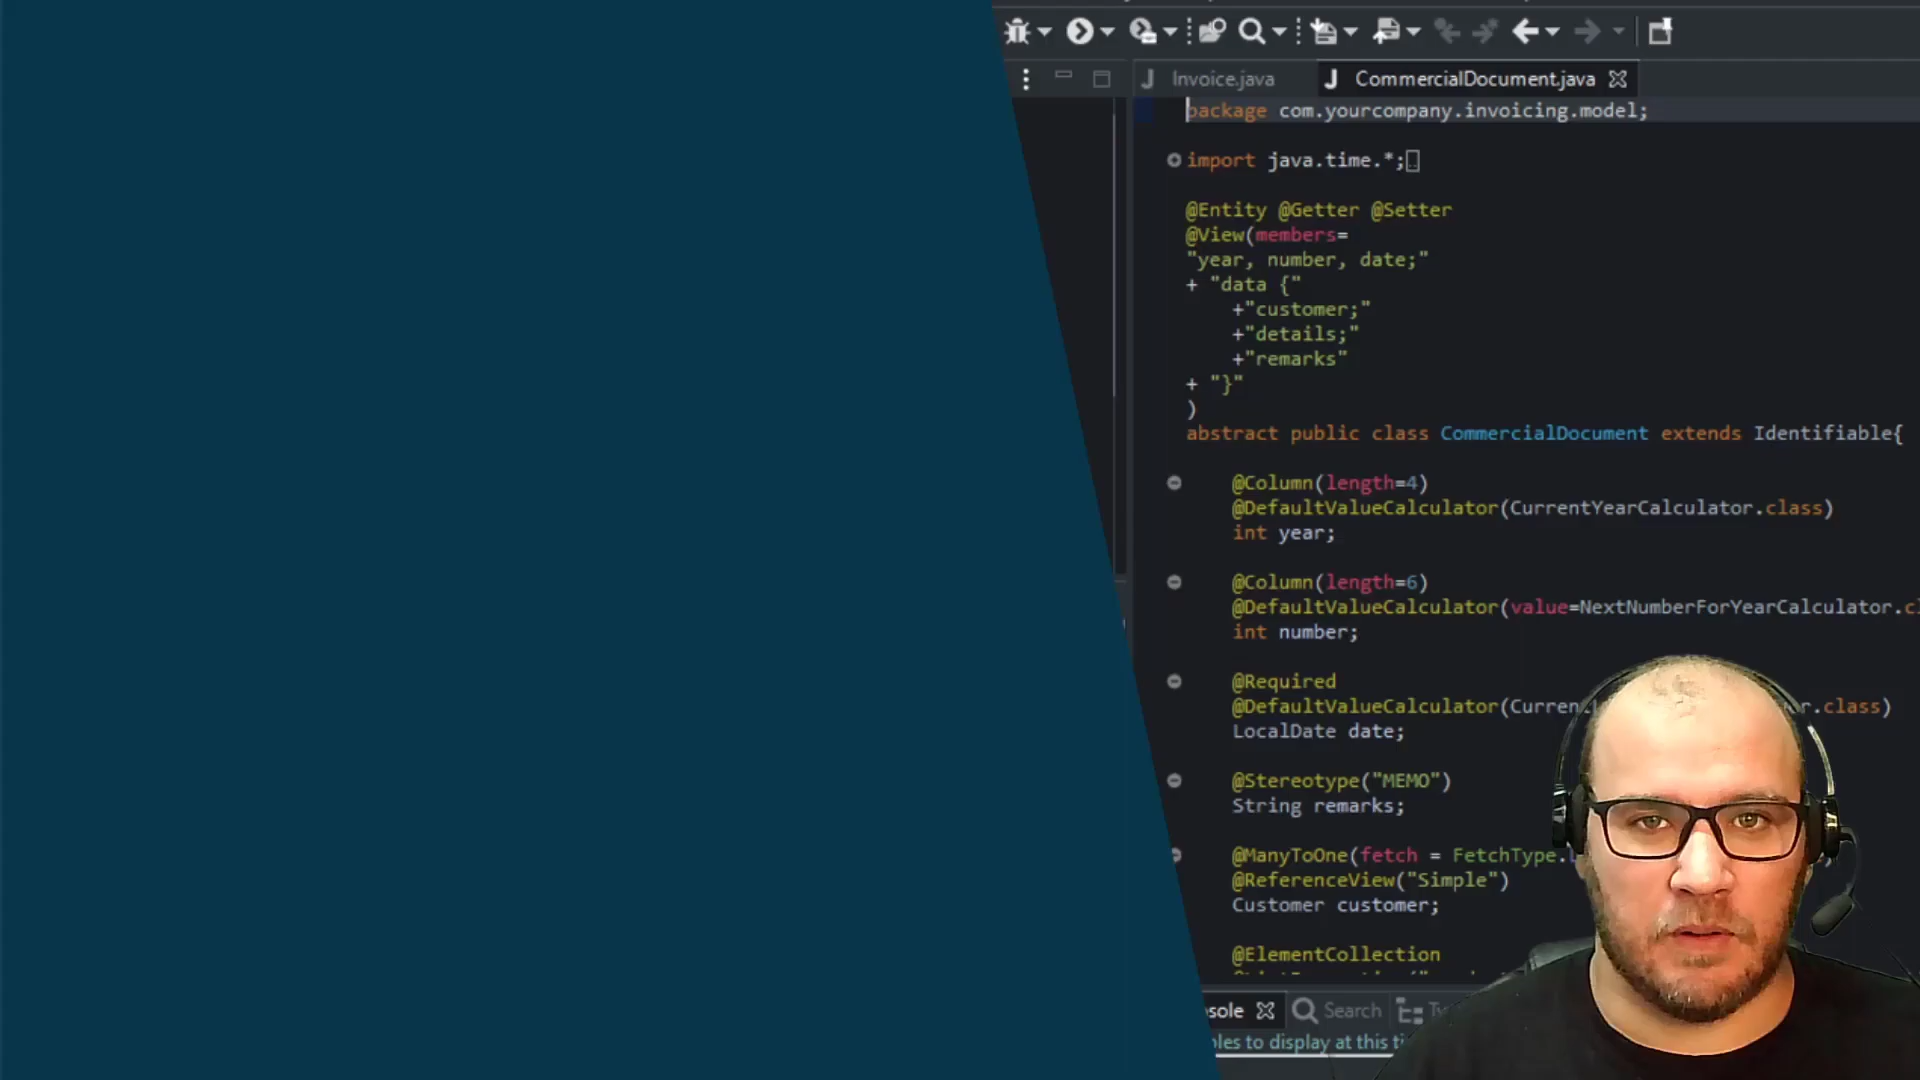 Invoice.java
CommercialDocument.java
package com.yourcompany.invoicing.model;
import java.time.*;
@Entity @Getter @Setter
@View(members=
"year, number, date;"
+ "data {"
+"customer;"
+"details;"
+"remarks"
+ "}"
)
abstract public class CommercialDocument extends Identifiable{
@Column(length=4)
@DefaultValueCalculator(CurrentYearCalculator.class)
int year;
@Column(length=6)
@DefaultValueCalculator(value=NextNumberForYearCalculator.cl
int number;
@Required
@DefaultValueCalculator(Curren r.class)
LocalDate date;
@Stereotype("MEMO")
String remarks;
@ManyToOne(fetch = FetchType.
@ReferenceView("Simple")
Customer customer;
@ElementCollection
sole
Search
to display at this ti